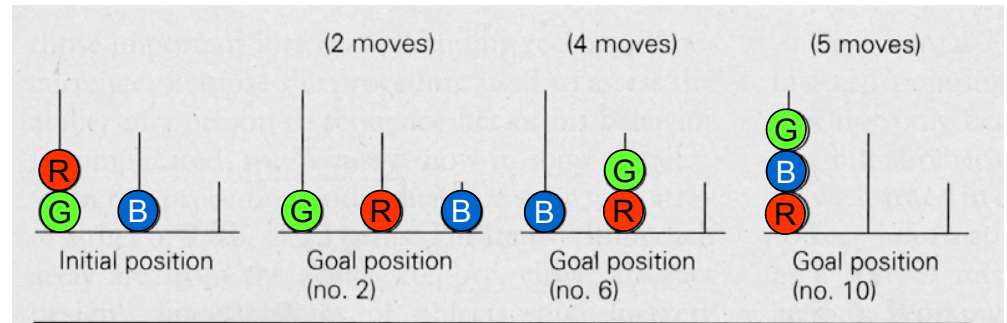 (2 moves)
(4 moves)
(5 moves)
R
G
B
G
R
B
B
G
R
G
B
R
Initial position
Goal position
(no. 2)
Goal position
(no. 6)
Goal position
(no. 10)